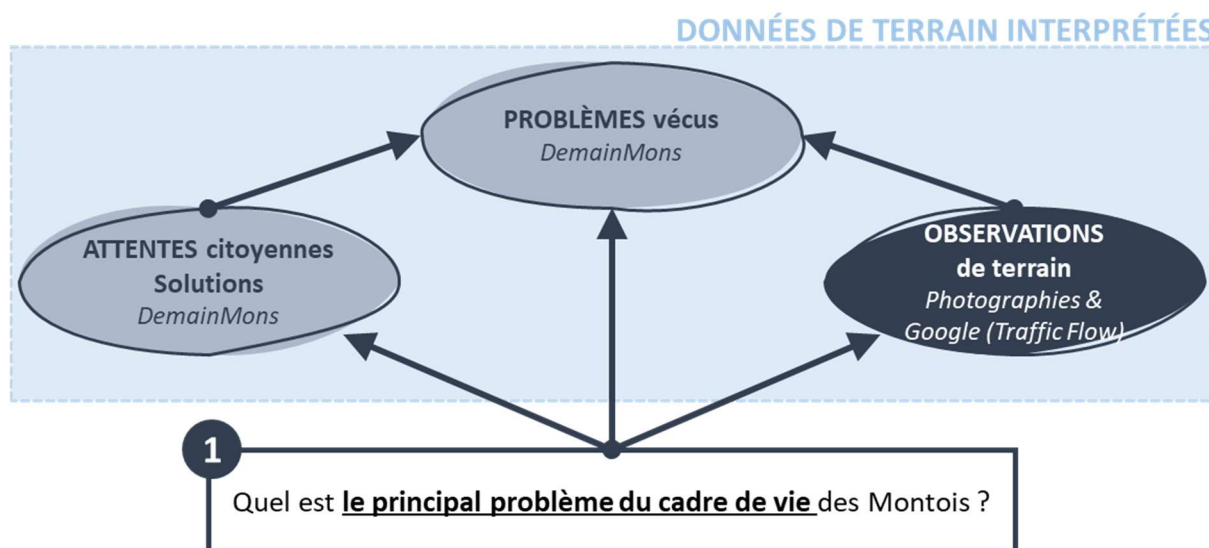 DONNÉES DE TERRAIN INTERPRÉTÉES
PROBLÈMES vécus
DemainMons
ATTENTES citoyennes
Solutions
DemainMons
OBSERVATIONS
de terrain
Photographies &
Google (Traffic Flow)
1
Quel est le principal problème du cadre de vie des Montois ?